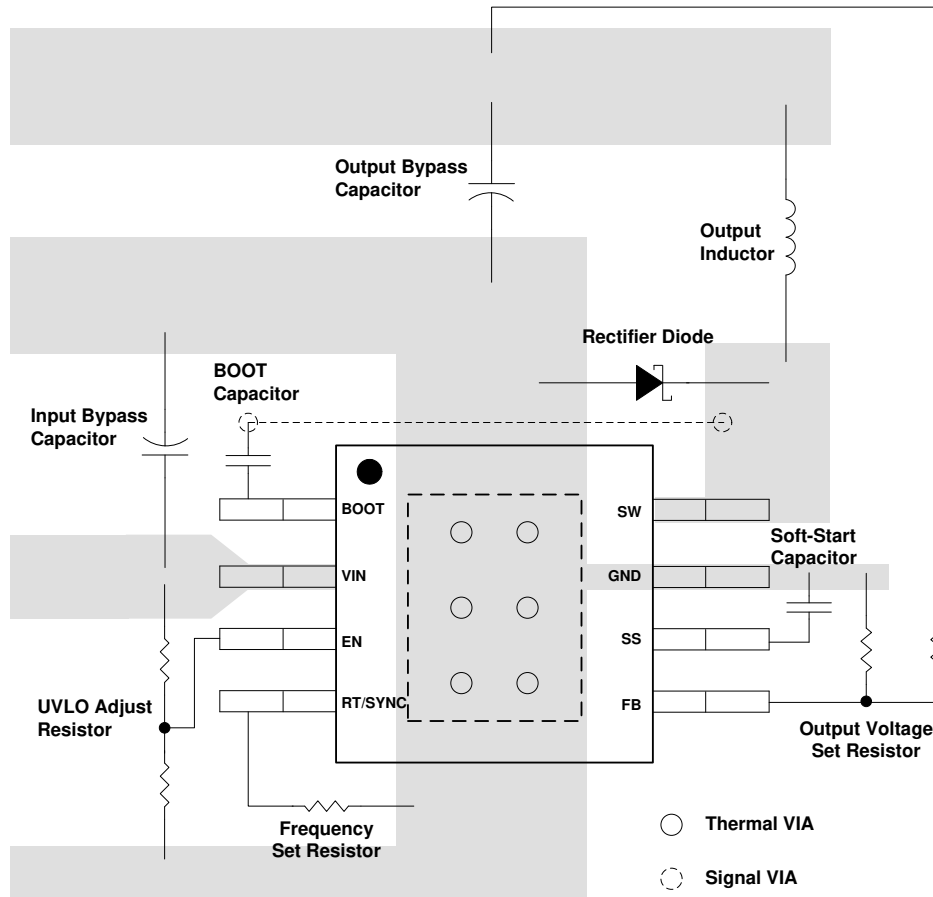 Output Bypass
Capacitor
Output
Inductor
Rectifier Diode
BOOT
Capacitor
Input Bypass
Capacitor
BOOT
SW
Soft-Start
Capacitor
VIN
GND
EN
SS
UVLO Adjust
Resistor
RT/SYNC
FB
Output Voltage
Set Resistor
Frequency
Set Resistor
Thermal VIA
Signal VIA